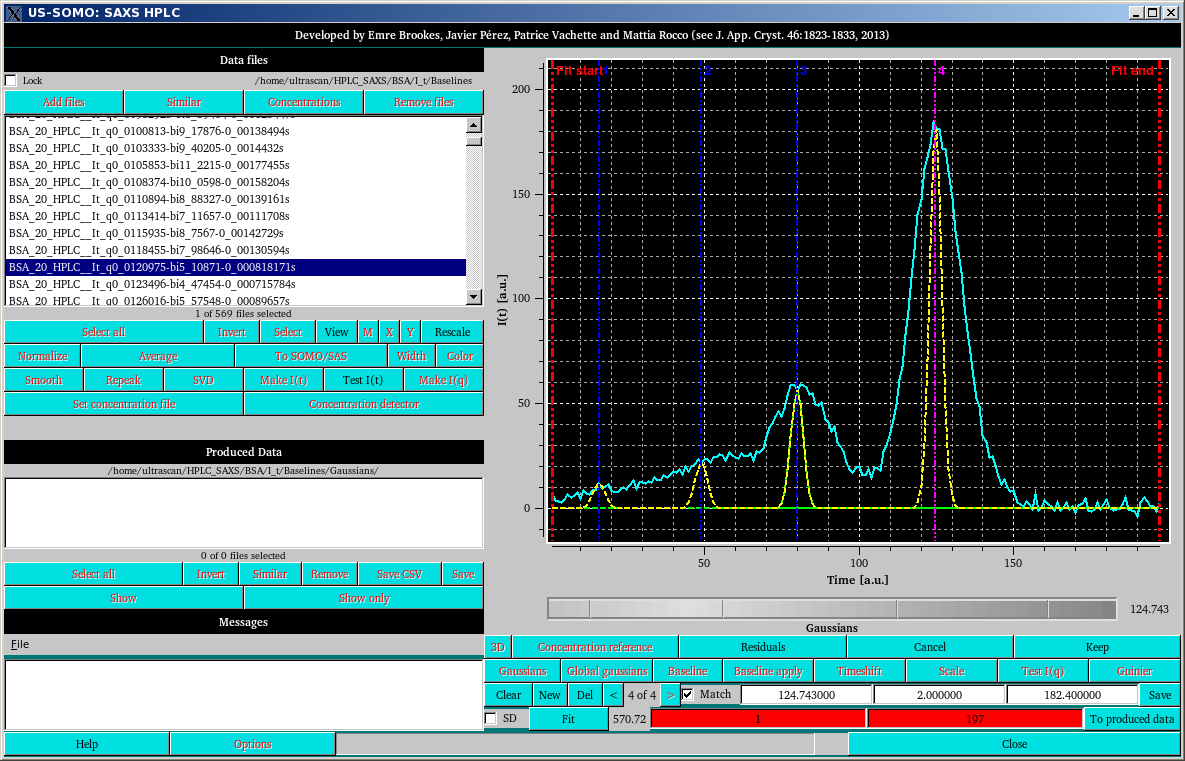 US-SOMO: SAXS HPLC
Developed by Emre Brookes, Javier Pérez, Patrice Vachette and Mattia Rocco (see J. App. Cryst. 46:1823-1833, 2013)
Data files
Lock /home/ultrascan/HPLC_SAXS/BSA/I_t/Baselines
Add files Similar Concentrations Remove files
BSA_20_HPLC__It_q0_0100813-bi9_17876-0_00138494s
BSA_20_HPLC__It_q0_0103333-bi9_40205-0_0014432s
BSA_20_HPLC__It_q0_0105853-bi11_2215-0_00177455s
BSA_20_HPLC__It_q0_0108374-bi10_0598-0_00158204s
BSA_20_HPLC__It_q0_0110894-bi8_88327-0_00139161s
BSA_20_HPLC__It_q0_0113414-bi7_11657-0_00111708s
BSA_20_HPLC__It_q0_0115935-bi8_7567-0_00142729s
BSA_20_HPLC__It_q0_0118455-bi7_98646-0_00130594s
BSA_20_HPLC__It_q0_0120975-bi5_10871-0_000818171s
BSA_20_HPLC__It_q0_0123496-bi4_47454-0_000715784s
BSA_20_HPLC__It_q0_0126016-bi5_57548-0_00089657s
1 of 569 files selected
Select all Invert Select View M X Y Rescale
Normalize Average To SOMO/SAS Width Color
Smooth Repeak SVD Make I(t) Test I(t) Make I(q)
Set concentration file Concentration detector
Produced Data
/home/ultrascan/HPLC_SAXS/BSA/I_t/Baselines/Gaussians/
0 of 0 files selected
Select all Invert Similar Remove Save CSV Save
Show Show only
Messages
File
Help Options
Fit start 1 2 3 4 Fit end
200
150
100
50
0
I(t) [a.u.]
50 100 150
Time [a.u.]
124.743
Gaussians
3D Concentration reference Residuals Cancel Keep
Gaussians Global gaussians Baseline Baseline apply Timeshift Scale Test I(q) Guinier
Clear New Del < 4 of 4 > Match 124.743000 2.000000 182.400000 Save
SD Fit 570.72 1 197 To produced data
Close